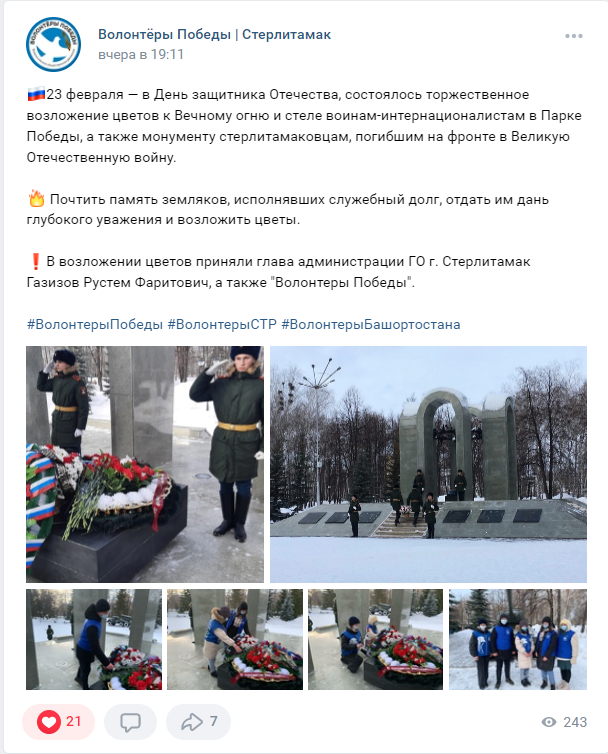 ВОЛОНТЁРЫ ПОБЕДЫ
Волонтёры Победы | Стерлитамак
вчера в 19:11
23 февраля — в День защитника Отечества, состоялось торжественное
возложение цветов к Вечному огню и стеле воинам-интернационалистам в Парке
Победы, а также монументу стерлитамаковцам, погибшим на фронте в Великую
Отечественную войну.
Почтить память земляков, исполнявших служебный долг, отдать им дань
глубокого уважения и возложить цветы.
В возложении цветов приняли глава администрации ГО г. Стерлитамак
Газизов Рустем Фаритович, а также "Волонтеры Победы".
#ВолонтерыПобеды #ВолонтерыСТР #ВолонтерыБашортостана
21
7
243